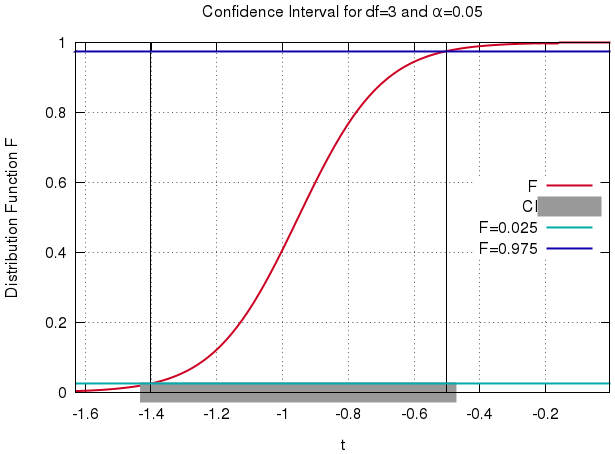 Confidence Interval for df=3 and α=0.05
Distribution Function F
1
0.8
0.6
0.4
0.2
0
F
CI
F=0.025
F=0.975
-1.6 -1.4 -1.2 -1 -0.8 -0.6 -0.4 -0.2
t